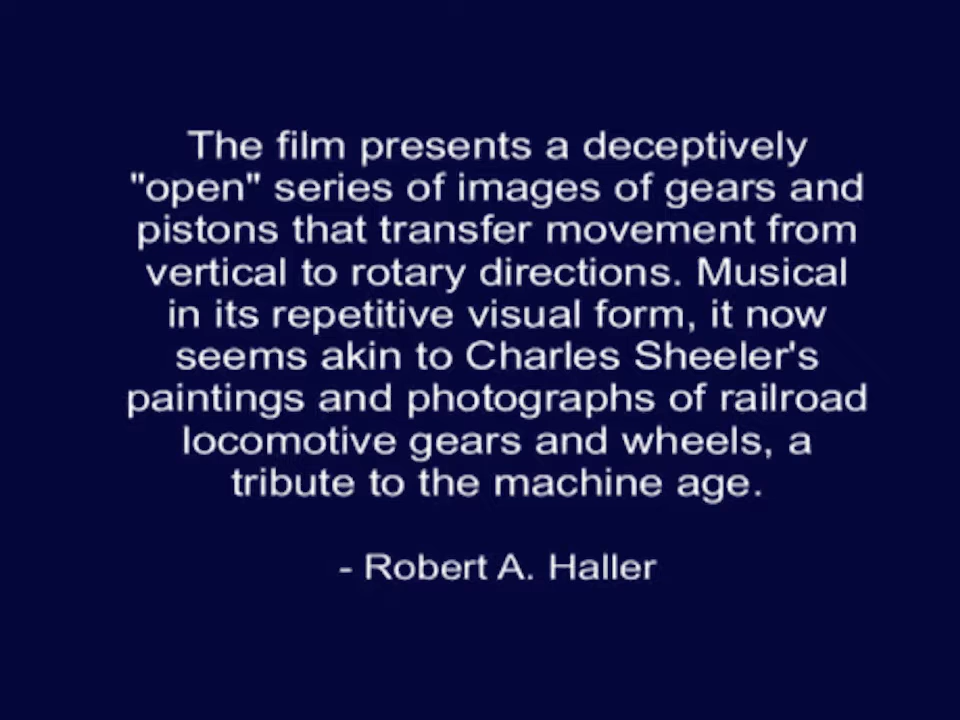 The film presents a deceptively
"open" series of images of gears and
pistons that transfer movement from
vertical to rotary directions. Musical
in its repetitive visual form, it now
seems akin to Charles Sheeler's
paintings and photographs of railroad
locomotive gears and wheels, a
tribute to the machine age.
- Robert A. Haller